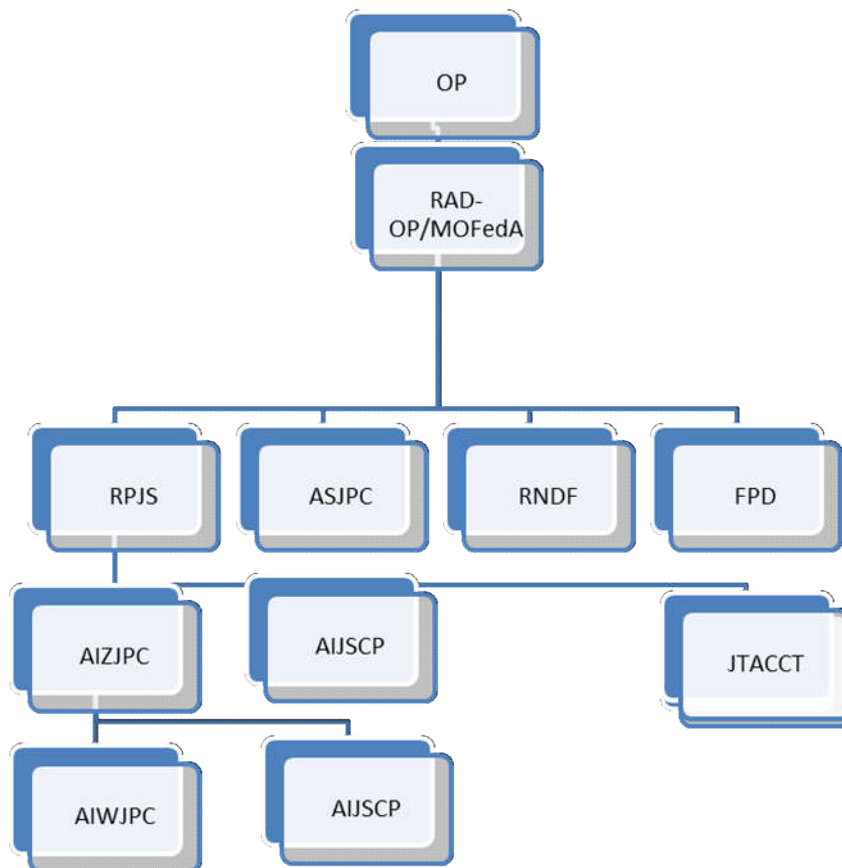 OP
RAD-
OP/MOFedA
RPJS
ASJPC
RNDF
FPD
AIZJPC
AIJSCP
JTACCT
AIWJPC
AIJSCP